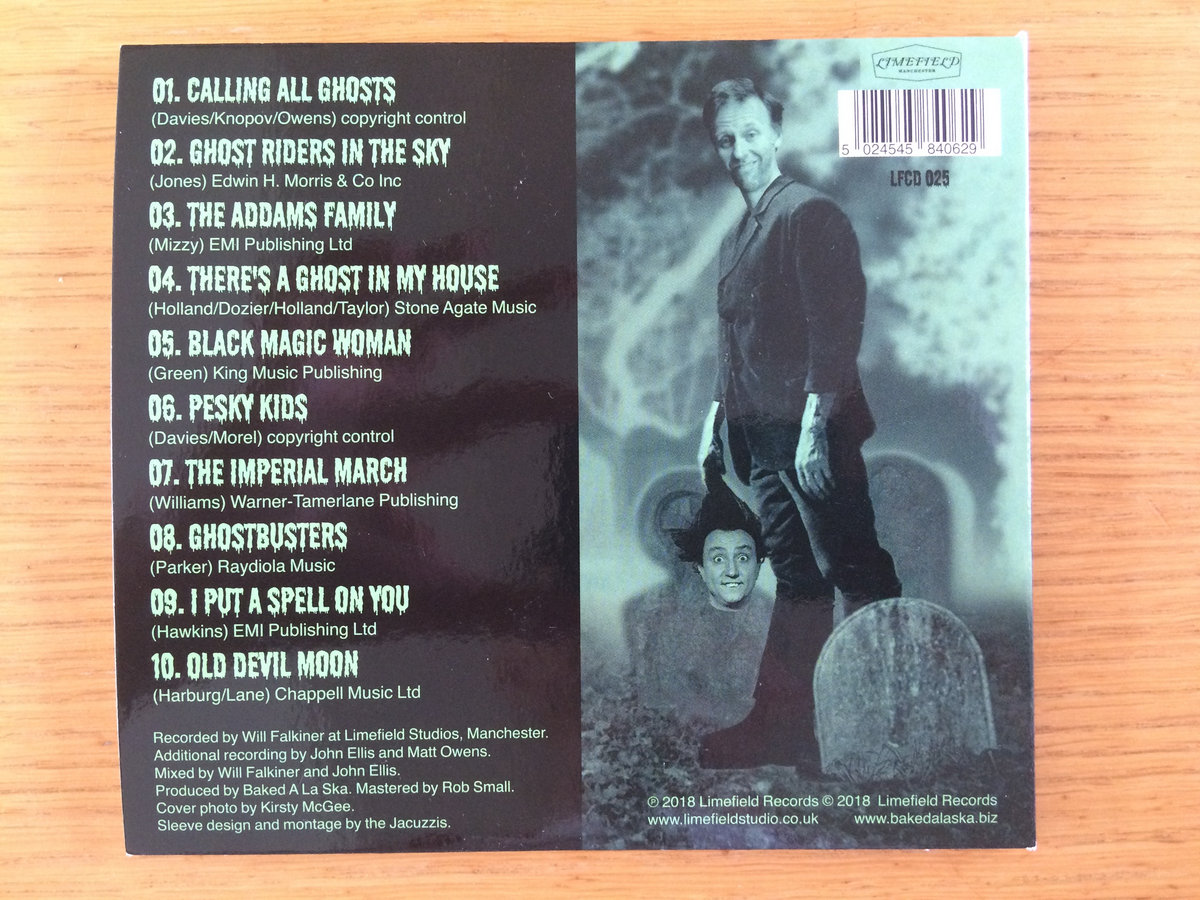 01. CALLING ALL GHOSTS
(Davies/Knopov/Owens) copyright control
02. GHOST RIDERS IN THE SKY
(Jones) Edwin H. Morris & Co Inc
03. THE ADDAMS FAMILY
(Mizzy) EMI Publishing Ltd
04. THERE'S A GHOST IN MY HOUSE
(Holland/Dozier/Holland/Taylor) Stone Agate Music
05. BLACK MAGIC WOMAN
(Green) King Music Publishing
06. PESKY KIDS
(Davies/Morel) copyright control
07. THE IMPERIAL MARCH
(Williams) Warner-Tamerlane Publishing
08. GHOSTBUSTERS
(Parker) Raydiola Music
09. I PUT A SPELL ON YOU
(Hawkins) EMI Publishing Ltd
10. OLD DEVIL MOON
(Harburg/Lane) Chappell Music Ltd
Recorded by Will Falkiner at Limefield Studios, Manchester.
Additional recording by John Ellis and Matt Owens.
Mixed by Will Falkiner and John Ellis.
Produced by Baked A La Ska. Mastered by Rob Small.
Cover photo by Kirsty McGee.
Sleeve design and montage by the Jacuzzis.
LIMEFIELD
MANCHESTER
5 024545 840629
LFCD 025
℗ 2018 Limefield Records © 2018 Limefield Records
www.limefieldstudio.co.uk www.bakedalaska.biz